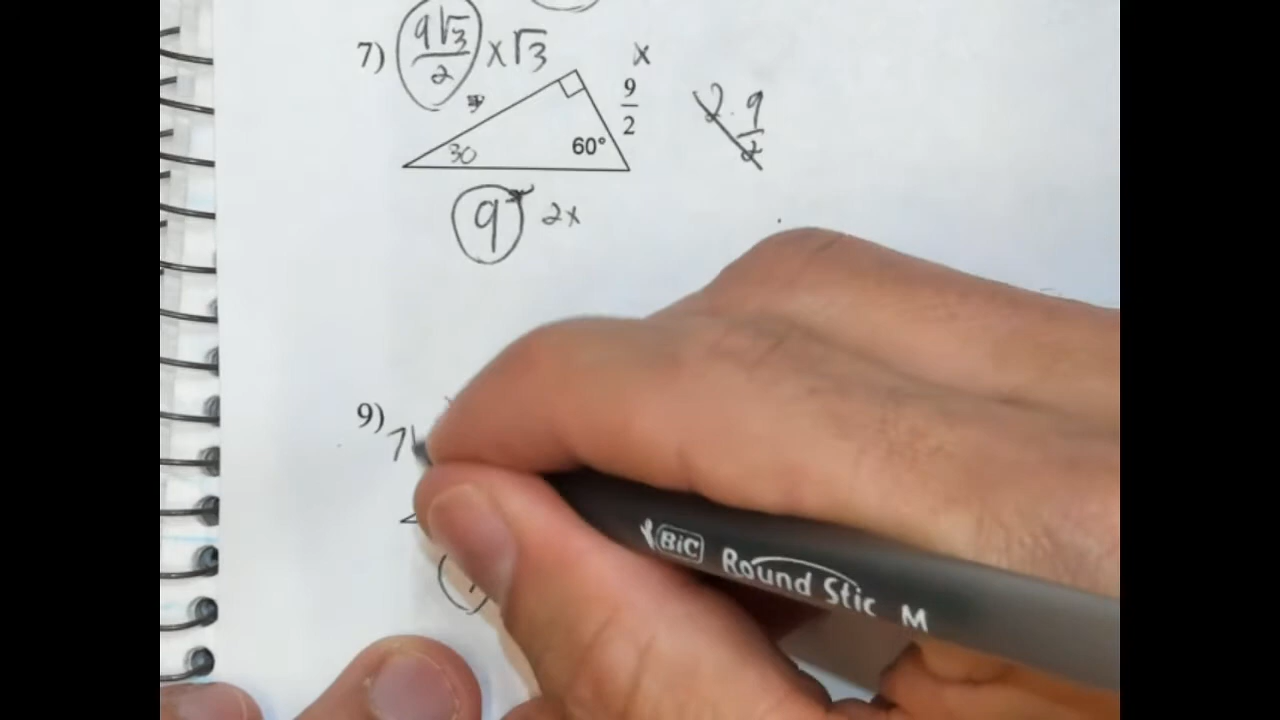 7) 9√3/2 x√3 x
9/2
2 · 9/2
30 60°
9 2x
9) 7
BiC Round Stic M